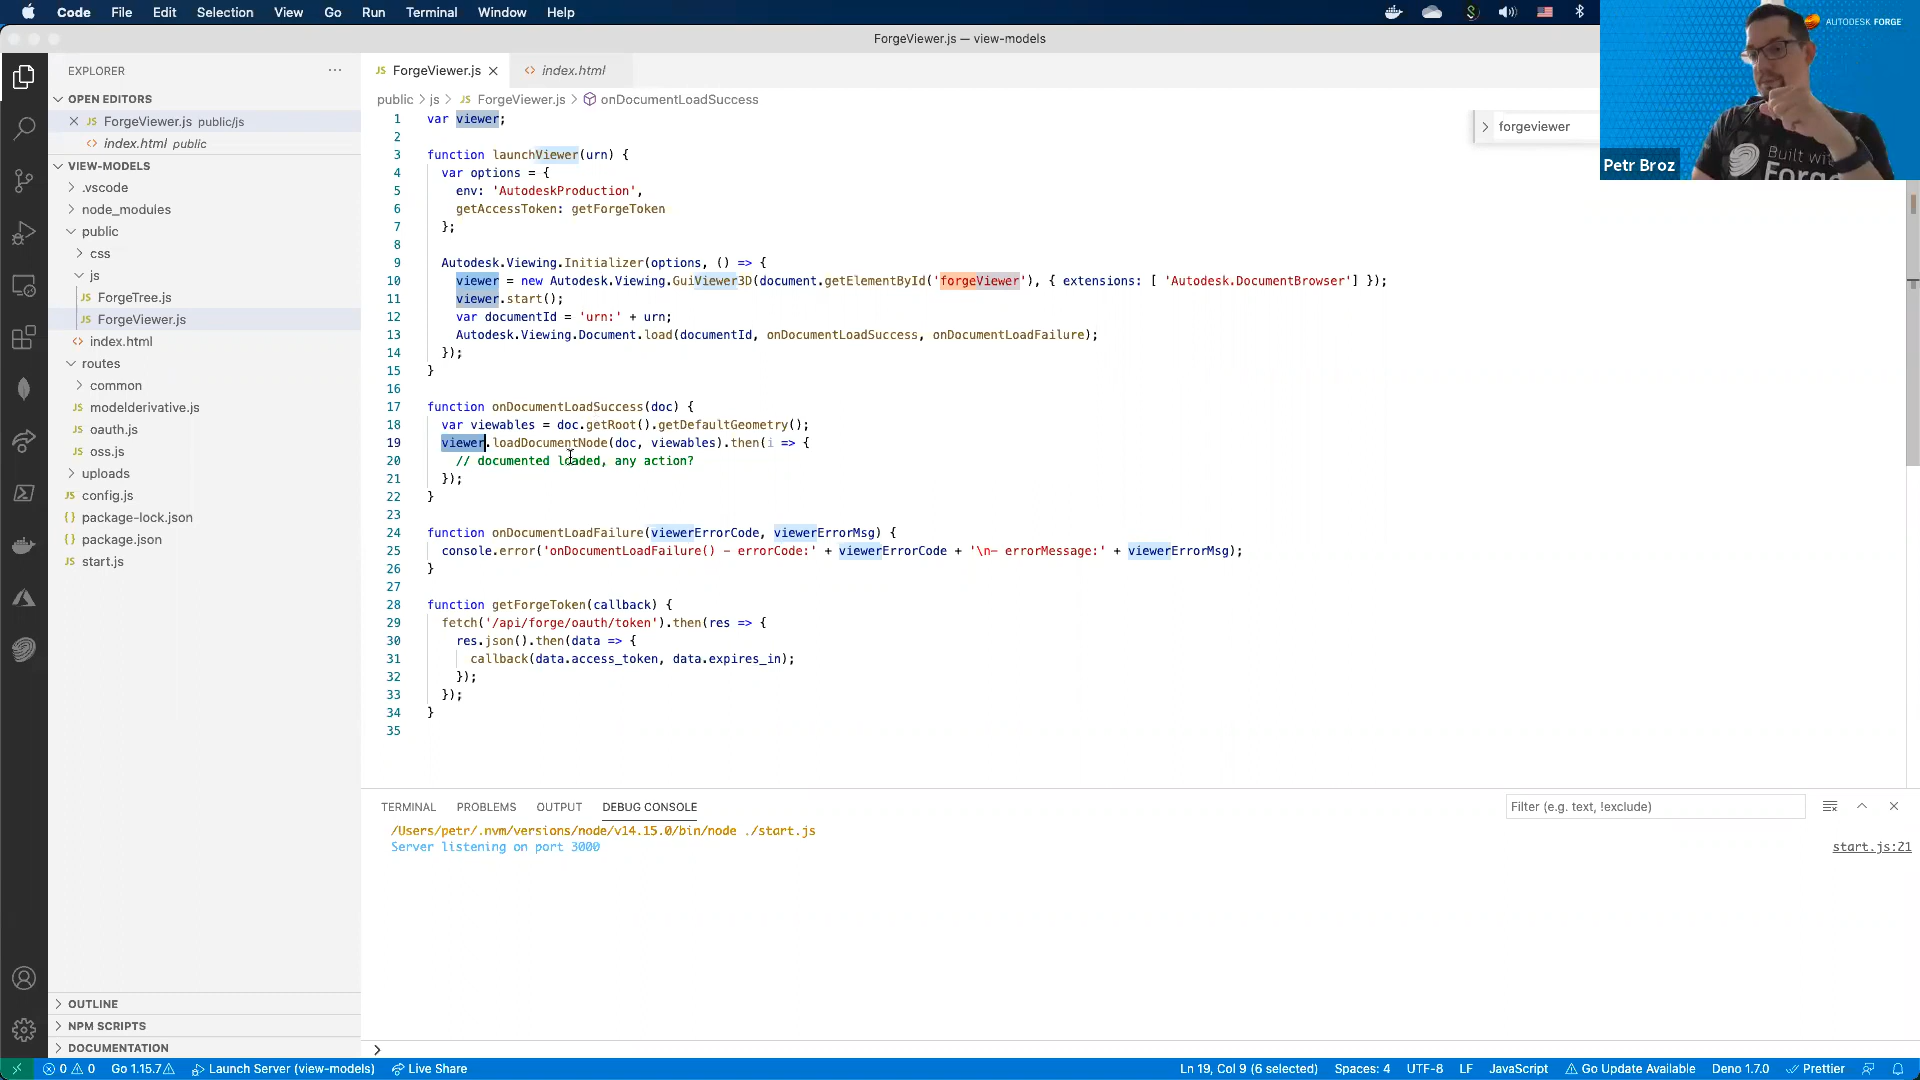 Code File Edit Selection View Go Run Terminal Window Help
ForgeViewer.js — view-models
AUTODESK FORGE
Built with
Forge
Petr Broz
EXPLORER
OPEN EDITORS
ForgeViewer.js public/js
index.html public
VIEW-MODELS
.vscode
node_modules
public
css
js
JS ForgeTree.js
JS ForgeViewer.js
<> index.html
routes
common
JS modelderivative.js
JS oauth.js
JS oss.js
uploads
JS config.js
{} package-lock.json
{} package.json
JS start.js
OUTLINE
NPM SCRIPTS
DOCUMENTATION
JS ForgeViewer.js <> index.html
public > js > JS ForgeViewer.js > onDocumentLoadSuccess
forgeviewer
1 var viewer;
2
3 function launchViewer(urn) {
4 var options = {
5 env: 'AutodeskProduction',
6 getAccessToken: getForgeToken
7 };
8
9 Autodesk.Viewing.Initializer(options, () => {
10 viewer = new Autodesk.Viewing.GuiViewer3D(document.getElementById('forgeViewer'), { extensions: [ 'Autodesk.DocumentBrowser'] });
11 viewer.start();
12 var documentId = 'urn:' + urn;
13 Autodesk.Viewing.Document.load(documentId, onDocumentLoadSuccess, onDocumentLoadFailure);
14 });
15 }
16
17 function onDocumentLoadSuccess(doc) {
18 var viewables = doc.getRoot().getDefaultGeometry();
19 viewer.loadDocumentNode(doc, viewables).then(i => {
20 // documented loaded, any action?
21 });
22 }
23
24 function onDocumentLoadFailure(viewerErrorCode, viewerErrorMsg) {
25 console.error('onDocumentLoadFailure() - errorCode:' + viewerErrorCode + '\n- errorMessage:' + viewerErrorMsg);
26 }
27
28 function getForgeToken(callback) {
29 fetch('/api/forge/oauth/token').then(res => {
30 res.json().then(data => {
31 callback(data.access_token, data.expires_in);
32 });
33 });
34 }
35
TERMINAL PROBLEMS OUTPUT DEBUG CONSOLE
Filter (e.g. text, !exclude)
/Users/petr/.nvm/versions/node/v14.15.0/bin/node ./start.js
Server listening on port 3000 start.js:21
0 0 Go 1.15.7 Launch Server (view-models) Live Share Ln 19, Col 9 (6 selected) Spaces: 4 UTF-8 LF JavaScript Go Update Available Deno 1.7.0 Prettier